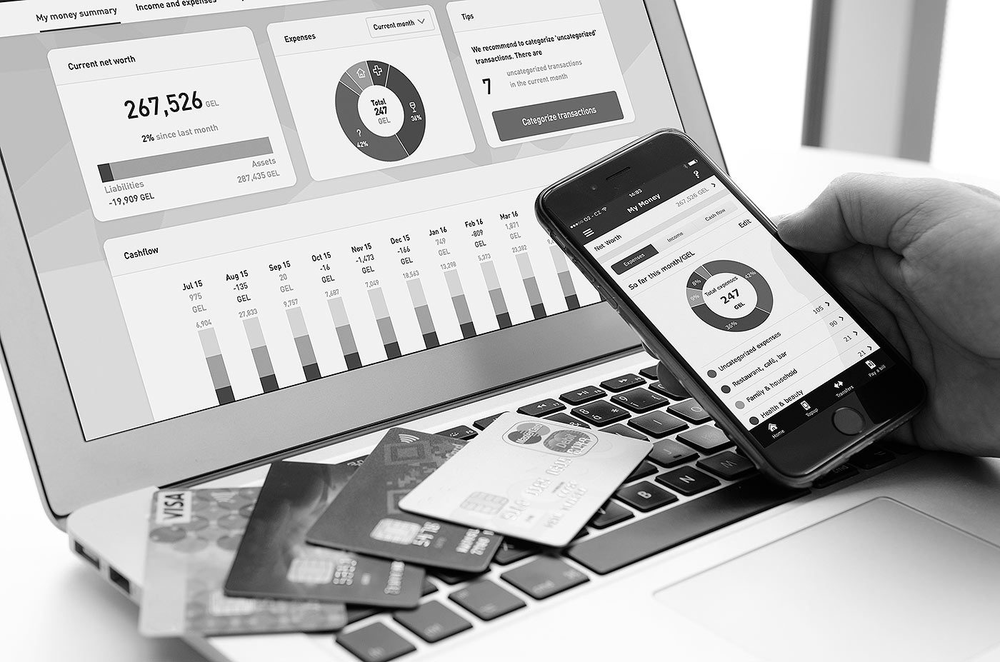 My money summary
Income and expenses
Current net worth
267,526 GEL
2% since last month
Liabilities
-19,909 GEL
Assets
287,435 GEL
Expenses
Current month
Total
247
GEL
36%
?
42%
Tips
We recommend to categorize 'uncategorized'
transactions. There are
7
uncategorized transactions
in the current month
Categorize transactions
Cashflow
Jul 15
975
GEL
6,904
Aug 15
-135
GEL
27,833
Sep 15
20
GEL
9,757
Oct 15
-16
GEL
7,687
Nov 15
-1,473
GEL
7,049
Dec 15
-166
GEL
18,563
Jan 16
749
GEL
13,298
Feb 16
-809
GEL
5,373
Mar 16
1,871
GEL
23,382
O2 - CZ
14:03
?
My Money
Net Worth
267,526 GEL
Expenses
Income
Cash flow
So far this month/GEL
Edit
Total expenses
247
GEL
8%
9%
42%
36%
Uncategorized expenses 105
Restaurant, café, bar 90
Family & household 21
Health & beauty 21
Home
Topup
Transfers
Pay a bill
VISA
MasterCard
Debit
B
N
M
J